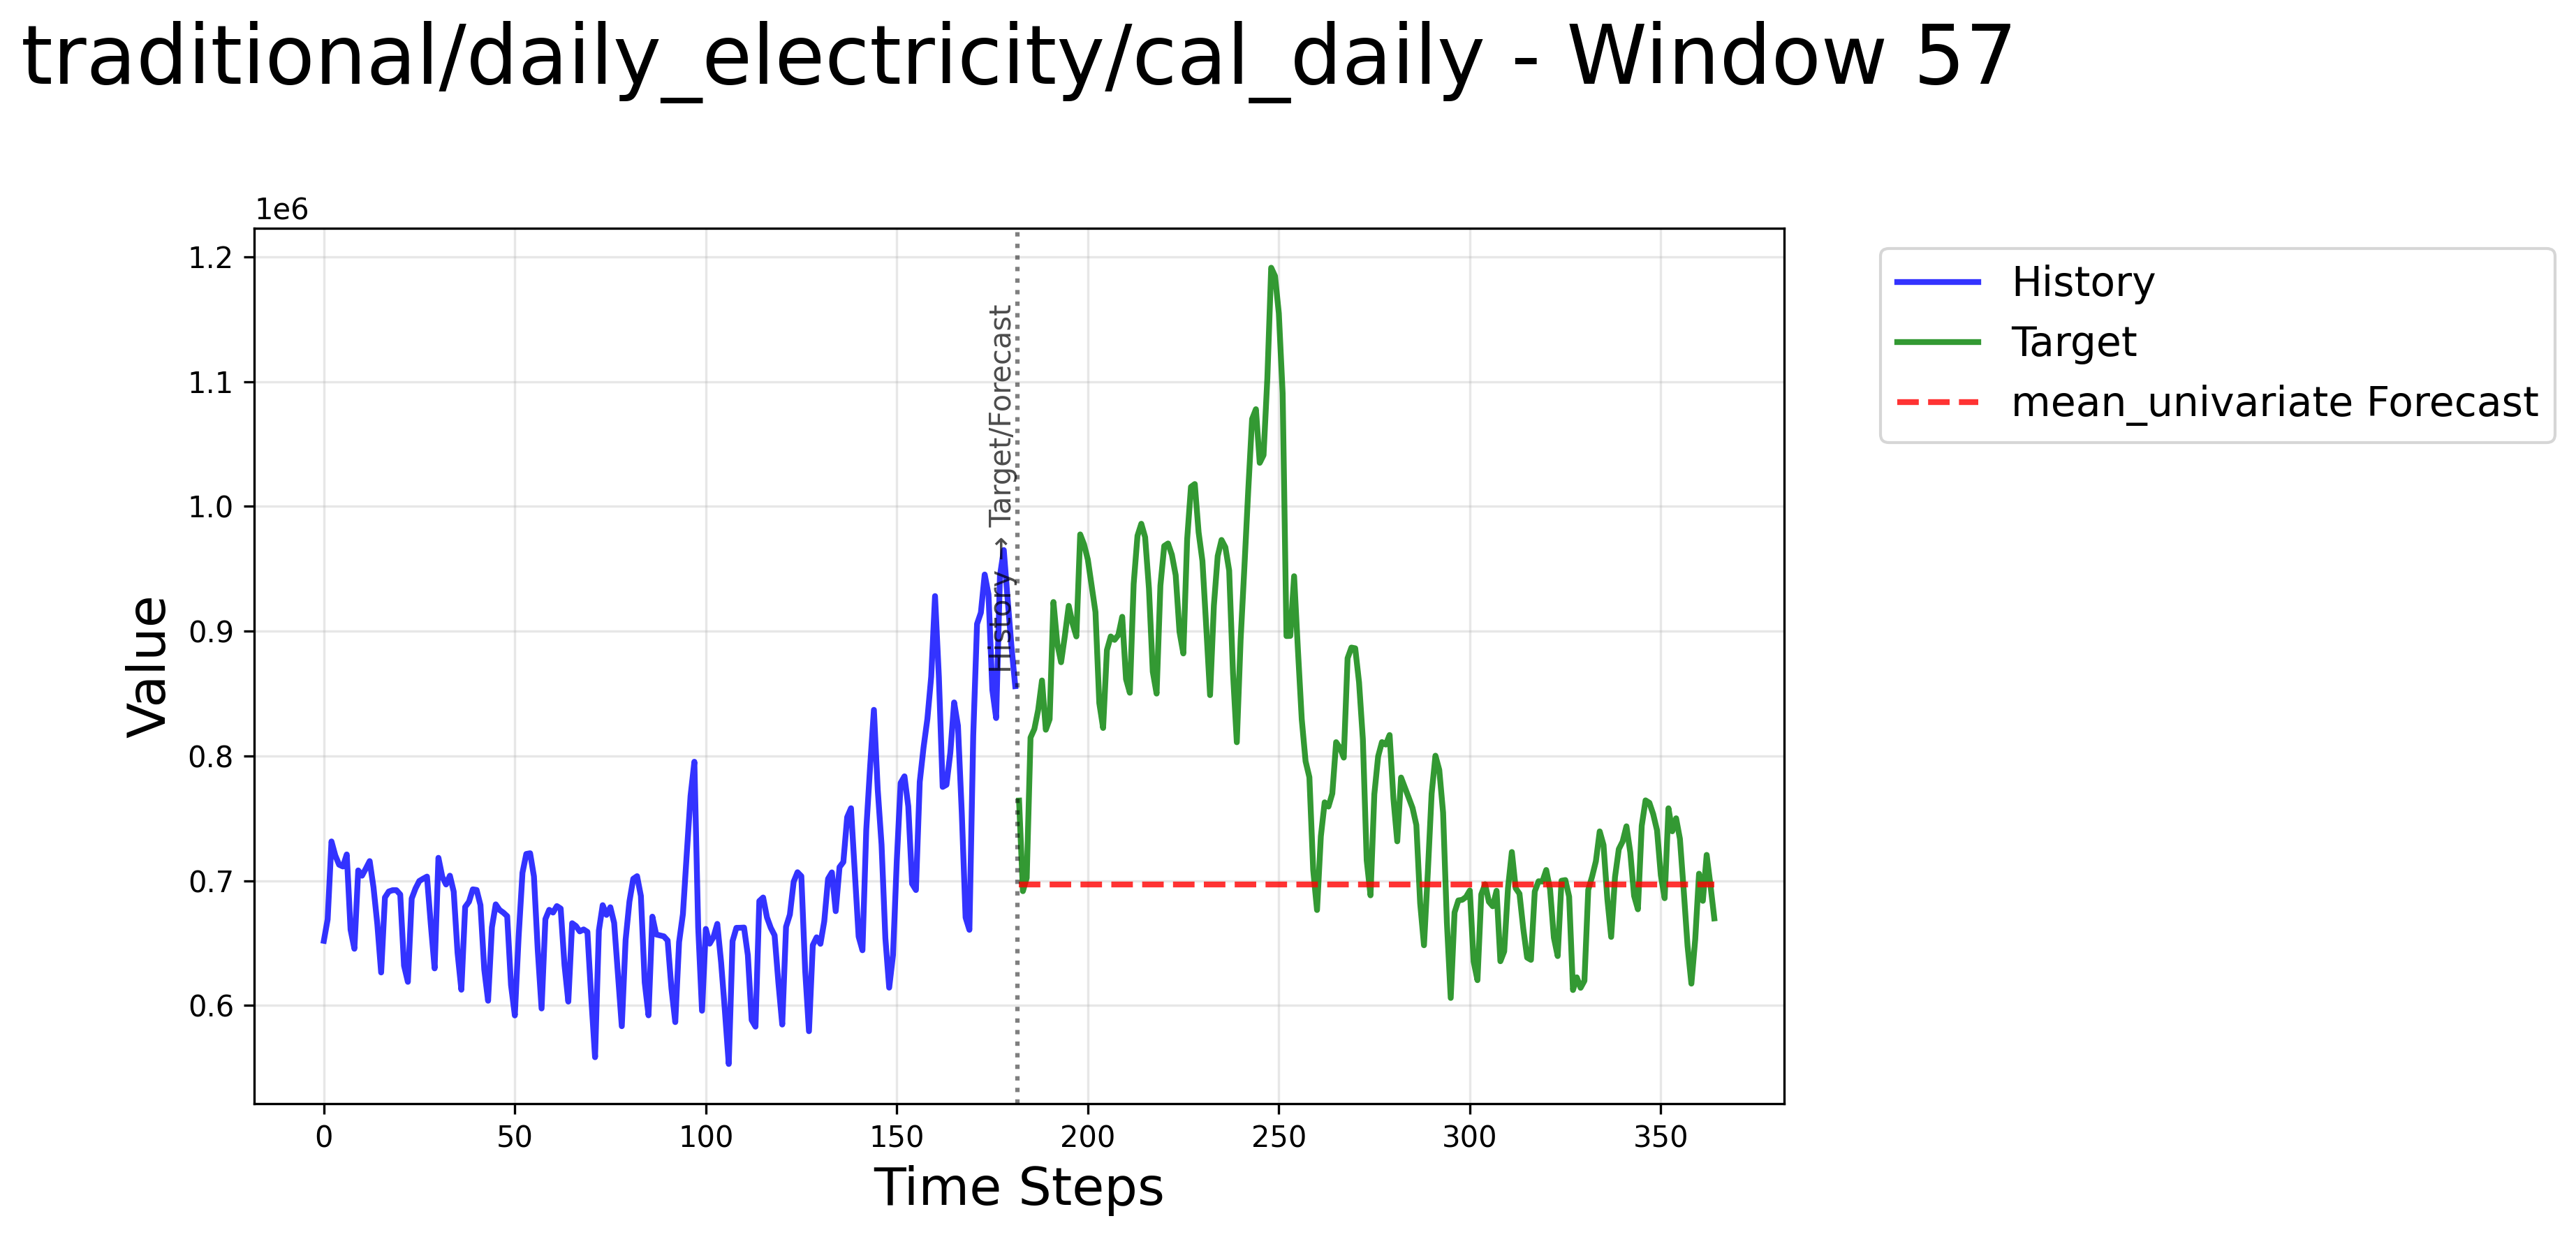 traditional/daily_electricity/cal_daily - Window 57
1e6
1.2
1.1
1.0
0.9
0.8
0.7
0.6
Value
History → Target/Forecast
0 50 100 150 200 250 300 350
Time Steps
History
Target
mean_univariate Forecast